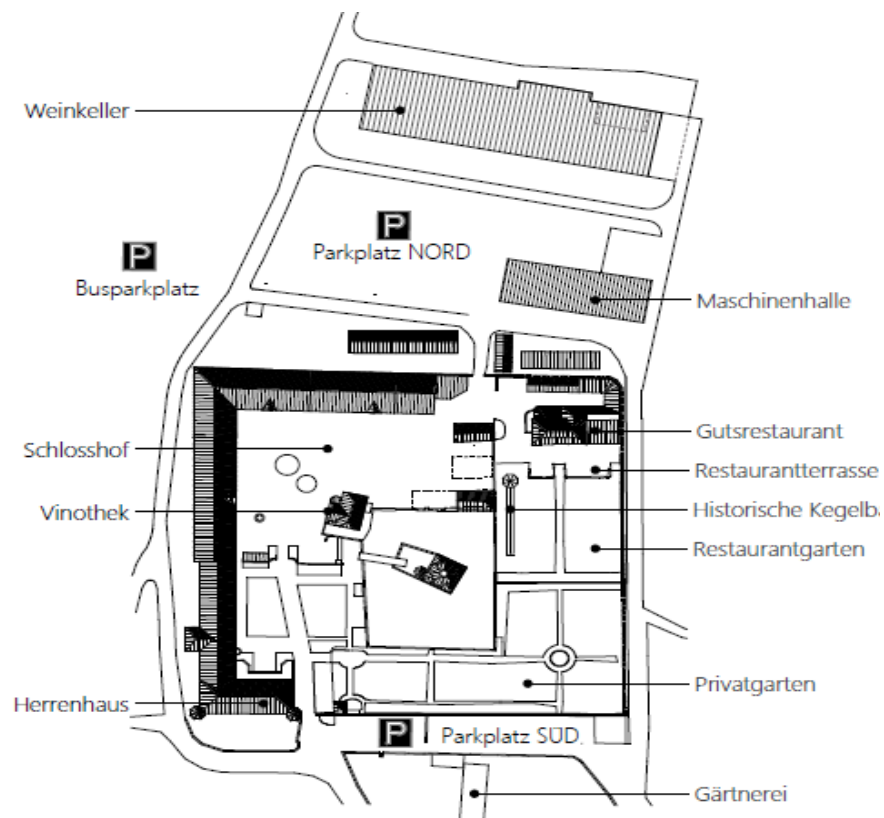 Weinkeller
P
Parkplatz NORD
P
Busparkplatz
Maschinenhalle
Gutsrestaurant
Schlosshof
Restaurantterrasse
Vinothek
Historische Kegelba
Restaurantgarten
Privatgarten
Herrenhaus
P Parkplatz SÜD.
Gärtnerei